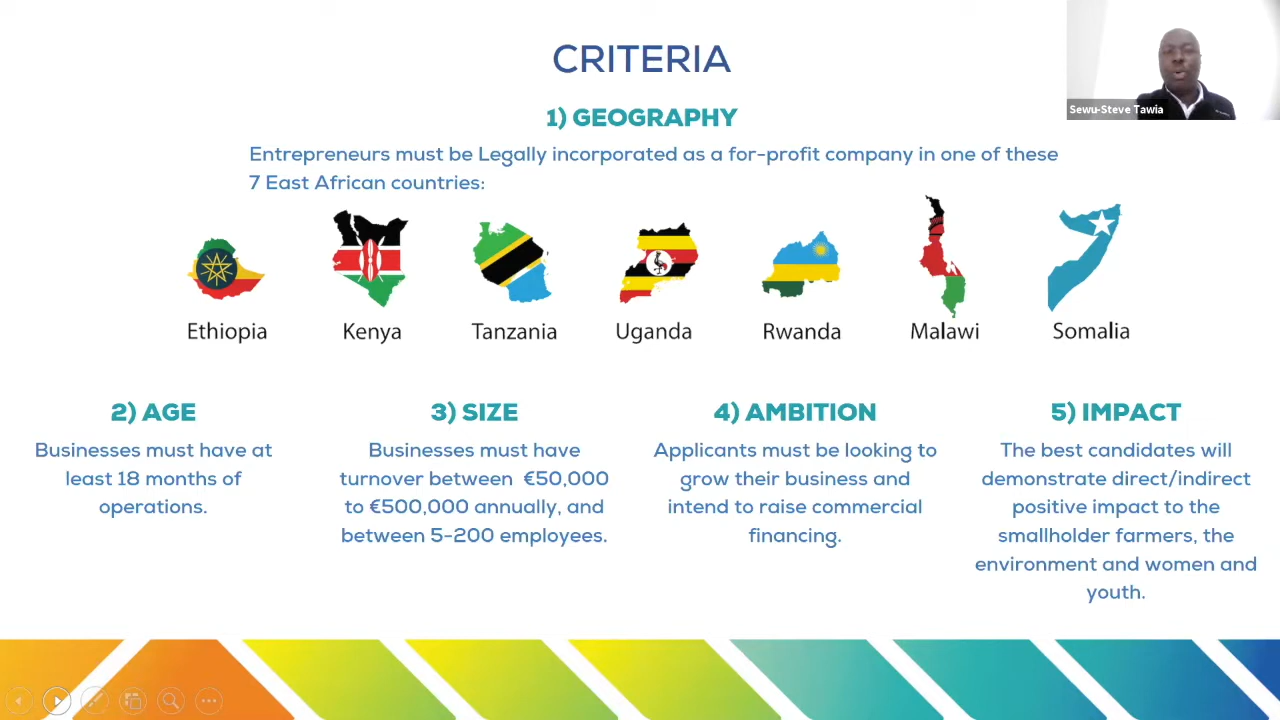 CRITERIA
Sewu-Steve Tawia
1) GEOGRAPHY
Entrepreneurs must be Legally incorporated as a for-profit company in one of these
7 East African countries:
Ethiopia
Kenya
Tanzania
Uganda
Rwanda
Malawi
Somalia
2) AGE
Businesses must have at
least 18 months of
operations.
3) SIZE
Businesses must have
turnover between €50,000
to €500,000 annually, and
between 5-200 employees.
4) AMBITION
Applicants must be looking to
grow their business and
intend to raise commercial
financing.
5) IMPACT
The best candidates will
demonstrate direct/indirect
positive impact to the
smallholder farmers, the
environment and women and
youth.